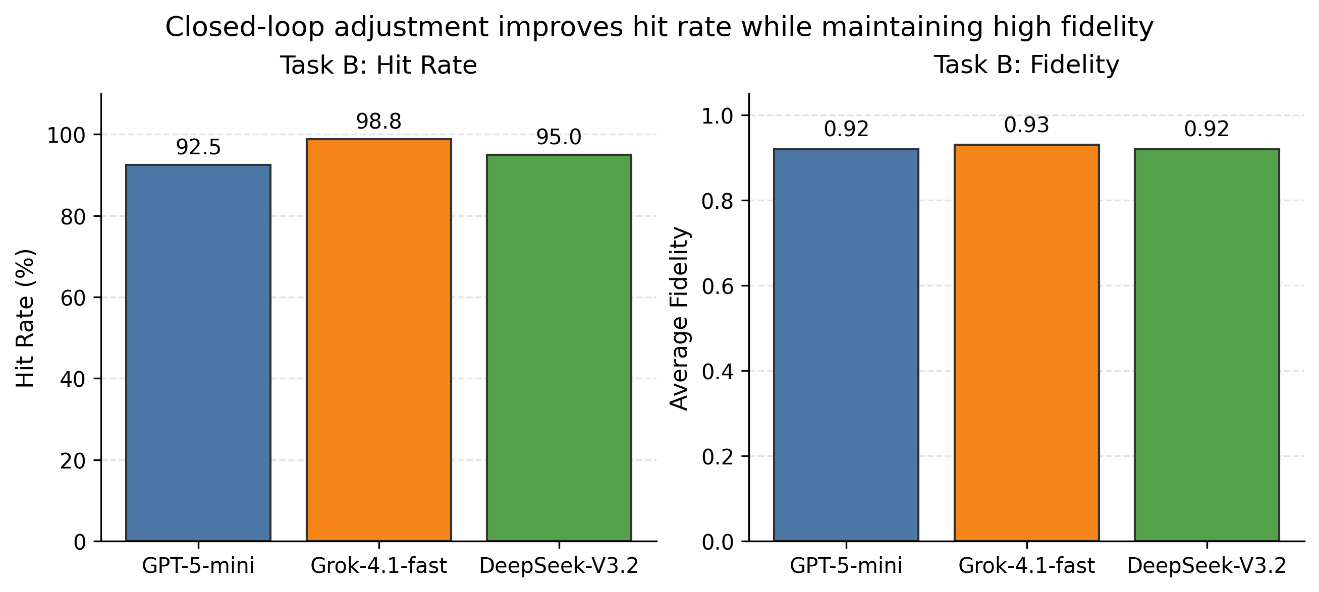 Closed-loop adjustment improves hit rate while maintaining high fidelity
Task B: Hit Rate
Hit Rate (%)
100
80
60
40
20
0
92.5
98.8
95.0
GPT-5-mini
Grok-4.1-fast
DeepSeek-V3.2
Task B: Fidelity
Average Fidelity
1.0
0.8
0.6
0.4
0.2
0.0
0.92
0.93
0.92
GPT-5-mini
Grok-4.1-fast
DeepSeek-V3.2